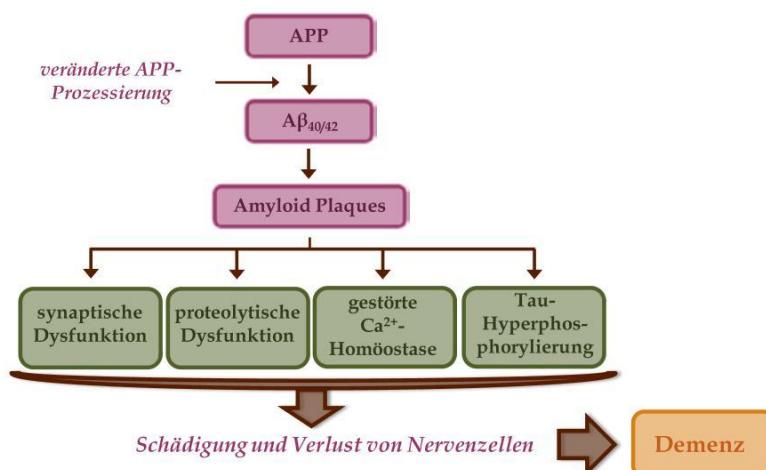 APP
veränderte APP-
Prozessierung
Aβ40/42
Amyloid Plaques
synaptische
Dysfunktion
proteolytische
Dysfunktion
gestörte
Ca²⁺-
Homöostase
Tau-
Hyperphos-
phorylierung
Schädigung und Verlust von Nervenzellen
Demenz